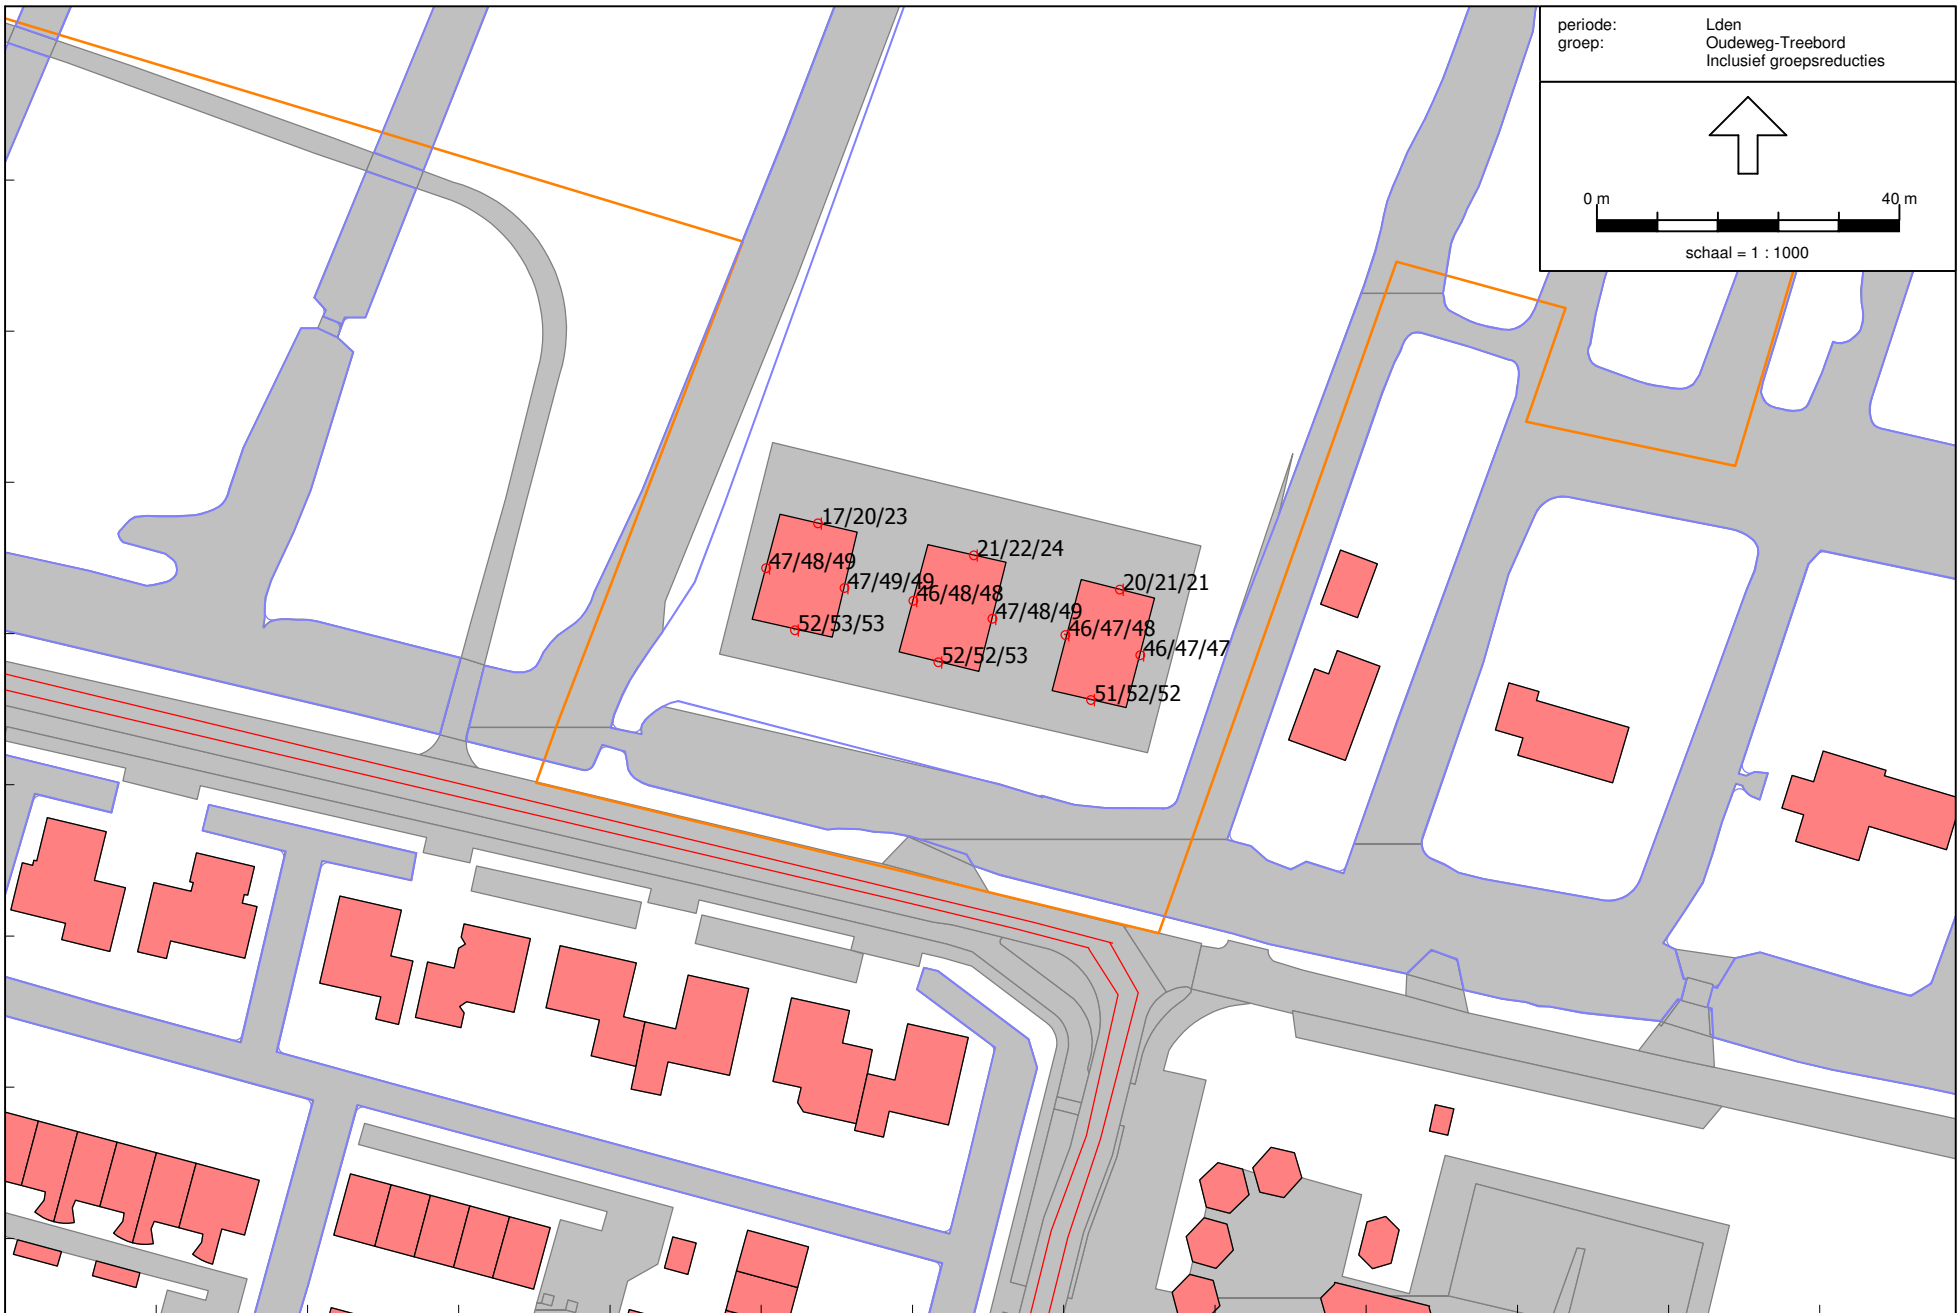 periode: Lden
groep: Oudeweg-Treebord
Inclusief groepsreducties
0 m 40 m
schaal = 1 : 1000
17/20/23
21/22/24
47/48/49
20/21/21
47/49/49
46/48/48
47/48/49
52/53/53
46/47/48
46/47/47
52/52/53
51/52/52